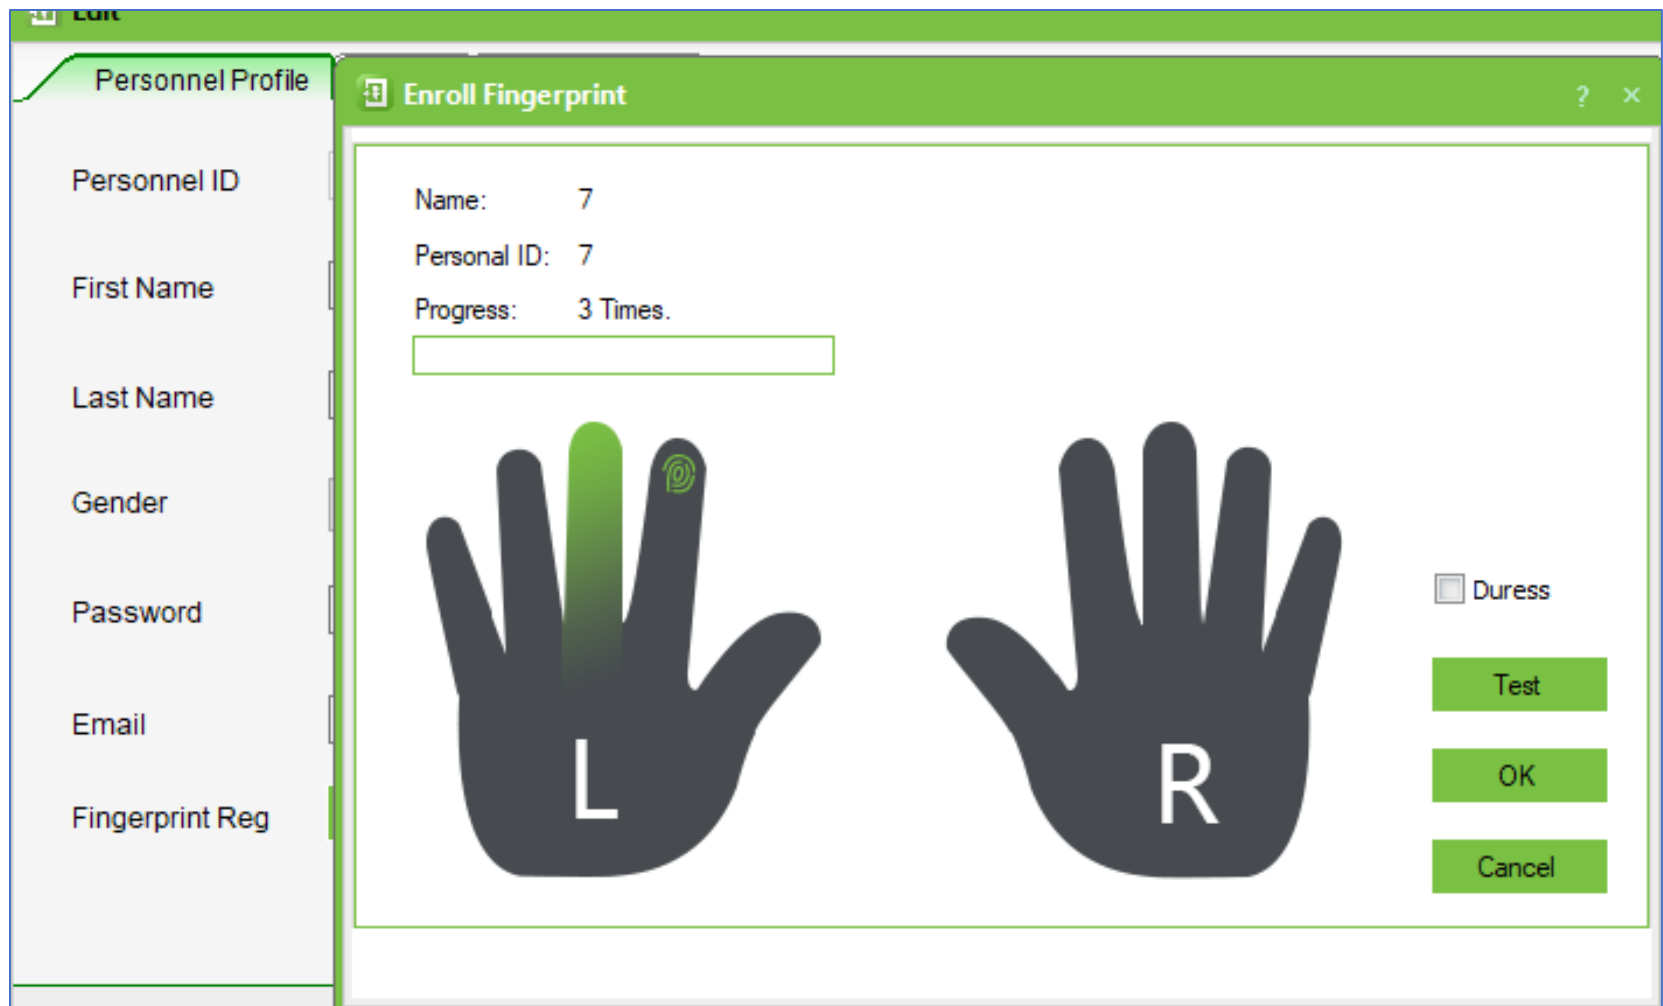 Edit
Personnel Profile
Enroll Fingerprint
? ×
Personnel ID
First Name
Last Name
Gender
Password
Email
Fingerprint Reg
Name: 7
Personal ID: 7
Progress: 3 Times.
L
R
Duress
Test
OK
Cancel